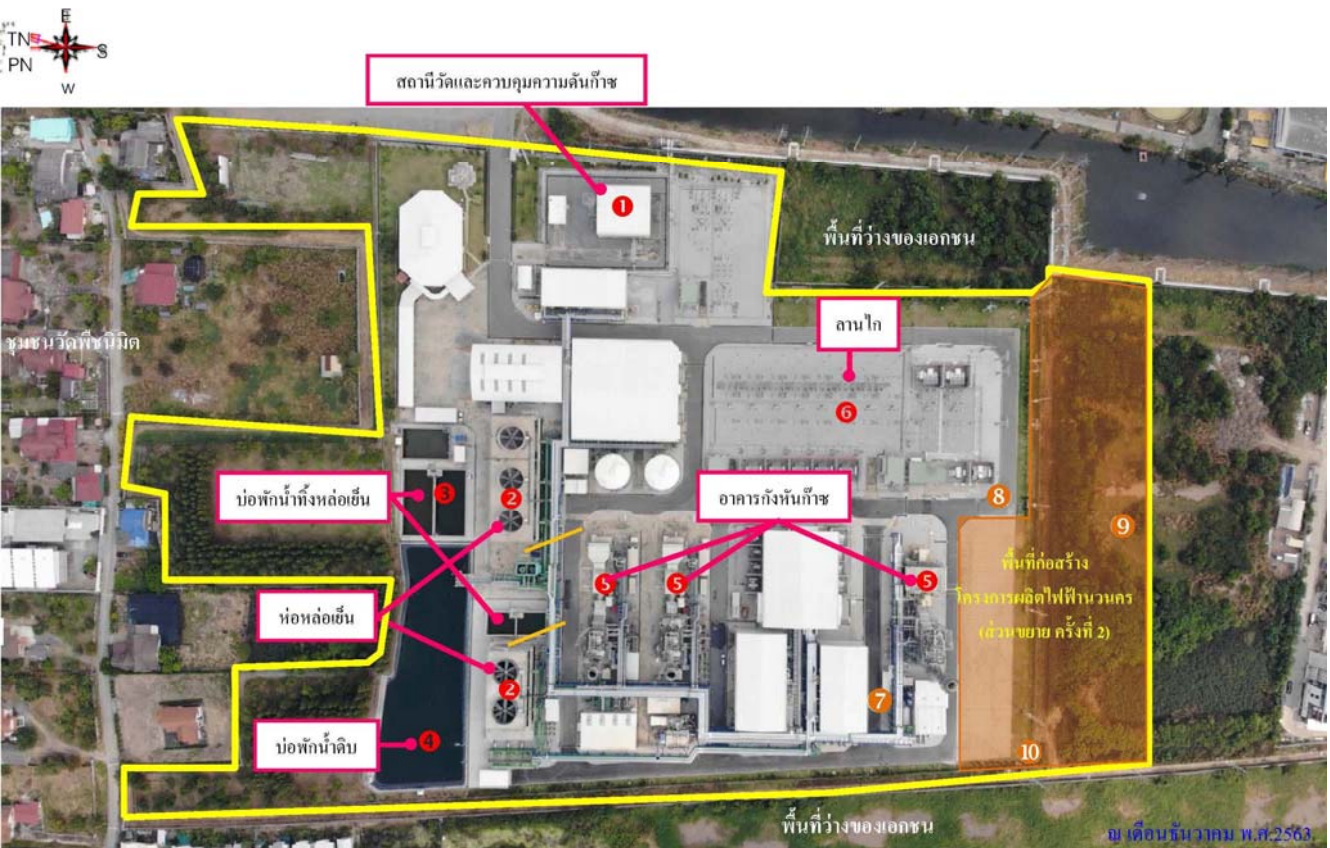 E
TN
S
PN
W
สถานีวัดและควบคุมความดันก๊าซ
1
พื้นที่ว่างของเอกชน
ลานไก
ชุมชนวัดพืชนิมิต
6
บ่อพักน้ำทิ้งหล่อเย็น
3
2
อาคารกังหันก๊าซ
8
9
พื้นที่ก่อสร้าง
5
5
5
โครงการผลิตไฟฟ้านวนคร
(ส่วนขยาย ครั้งที่ 2)
หอหล่อเย็น
2
7
บ่อพักน้ำดิบ
4
10
พื้นที่ว่างของเอกชน
ณ เดือนธันวาคม พ.ศ.2563